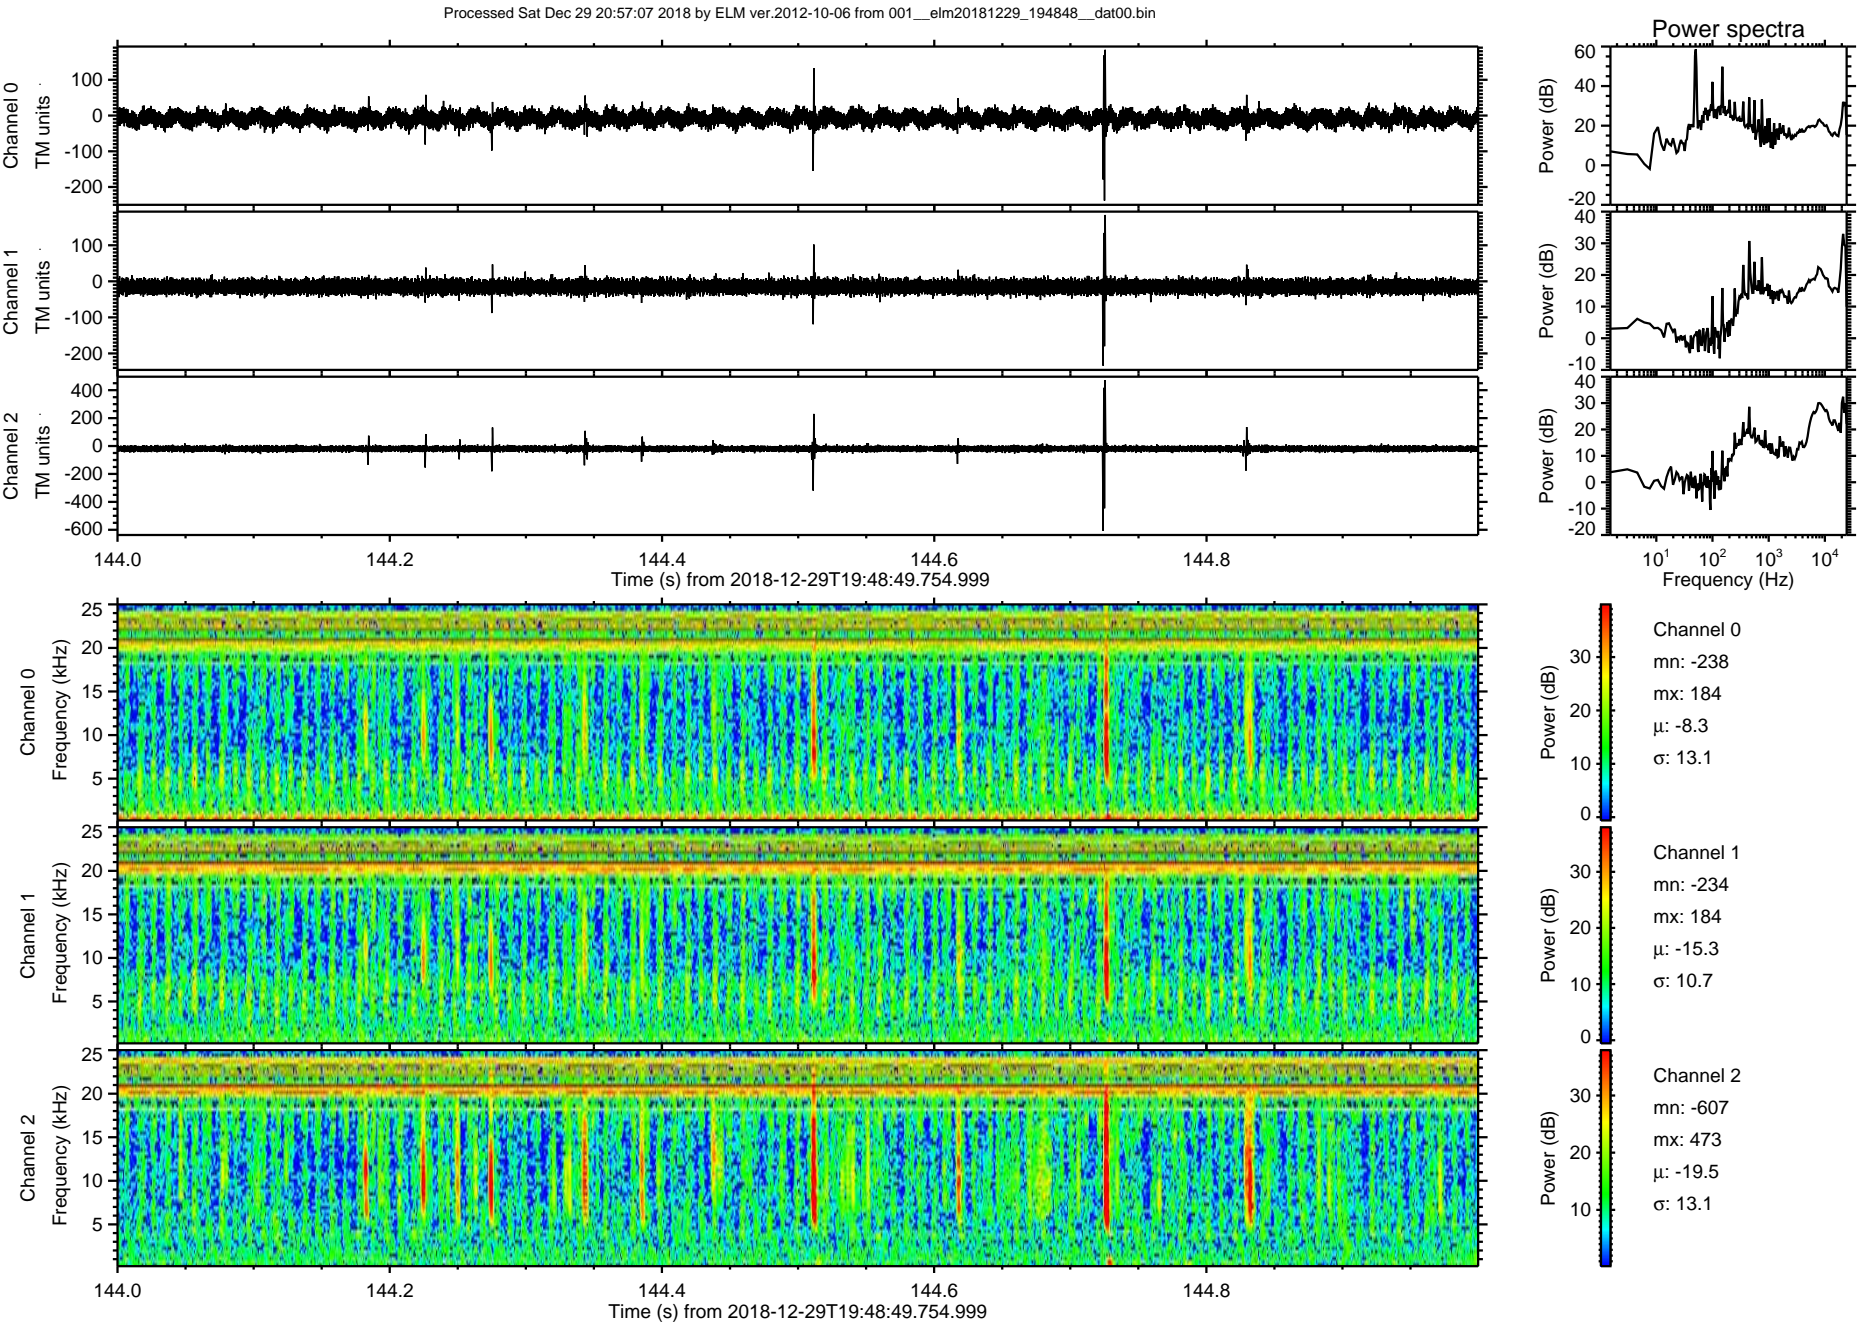 Processed Sat Dec 29 20:57:07 2018 by ELM ver.2012-10-06 from 001__elm20181229_194848__dat00.bin
Power spectra
Channel 0
TM units
100
0
-100
-200
Power (dB)
60
40
20
0
-20
Channel 1
TM units
100
0
-100
-200
Power (dB)
40
30
20
10
0
-10
Channel 2
TM units
400
200
0
-200
-400
-600
Power (dB)
40
30
20
10
0
-10
-20
144.0 144.2 144.4 144.6 144.8
Time (s) from 2018-12-29T19:48:49.754.999
10¹ 10² 10³ 10⁴
Frequency (Hz)
Channel 0
Frequency (kHz)
25
20
15
10
5
Power (dB)
30
20
10
0
Channel 0
mn: -238
mx: 184
μ: -8.3
σ: 13.1
Channel 1
Frequency (kHz)
25
20
15
10
5
Power (dB)
30
20
10
0
Channel 1
mn: -234
mx: 184
μ: -15.3
σ: 10.7
Channel 2
Frequency (kHz)
25
20
15
10
5
Power (dB)
30
20
10
Channel 2
mn: -607
mx: 473
μ: -19.5
σ: 13.1
144.0 144.2 144.4 144.6 144.8
Time (s) from 2018-12-29T19:48:49.754.999